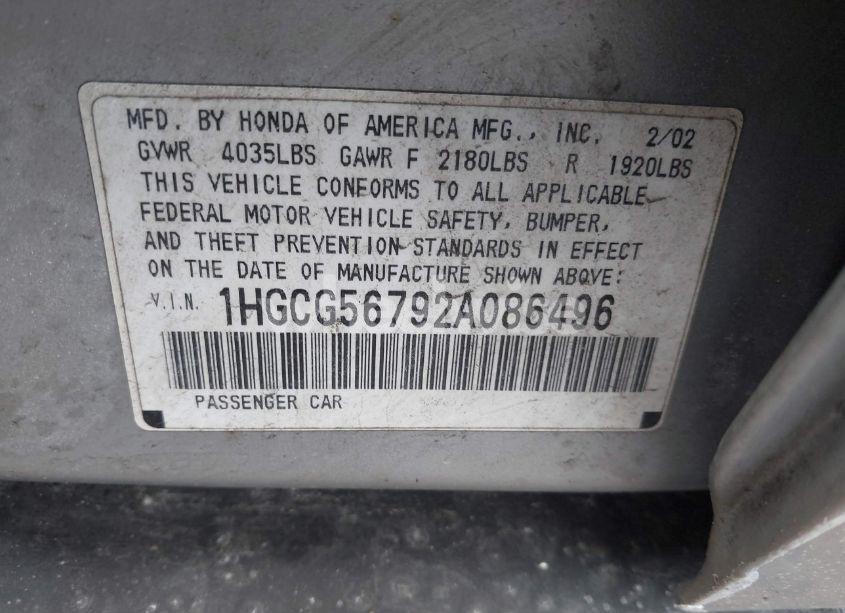 MFD. BY HONDA OF AMERICA MFG., INC. 2/02
GVWR 4035LBS GAWR F 2180LBS R 1920LBS
THIS VEHICLE CONFORMS TO ALL APPLICABLE
FEDERAL MOTOR VEHICLE SAFETY, BUMPER,
AND THEFT PREVENTION STANDARDS IN EFFECT
ON THE DATE OF MANUFACTURE SHOWN ABOVE:
V.I.N. 1HGCG56792A086496
PASSENGER CAR